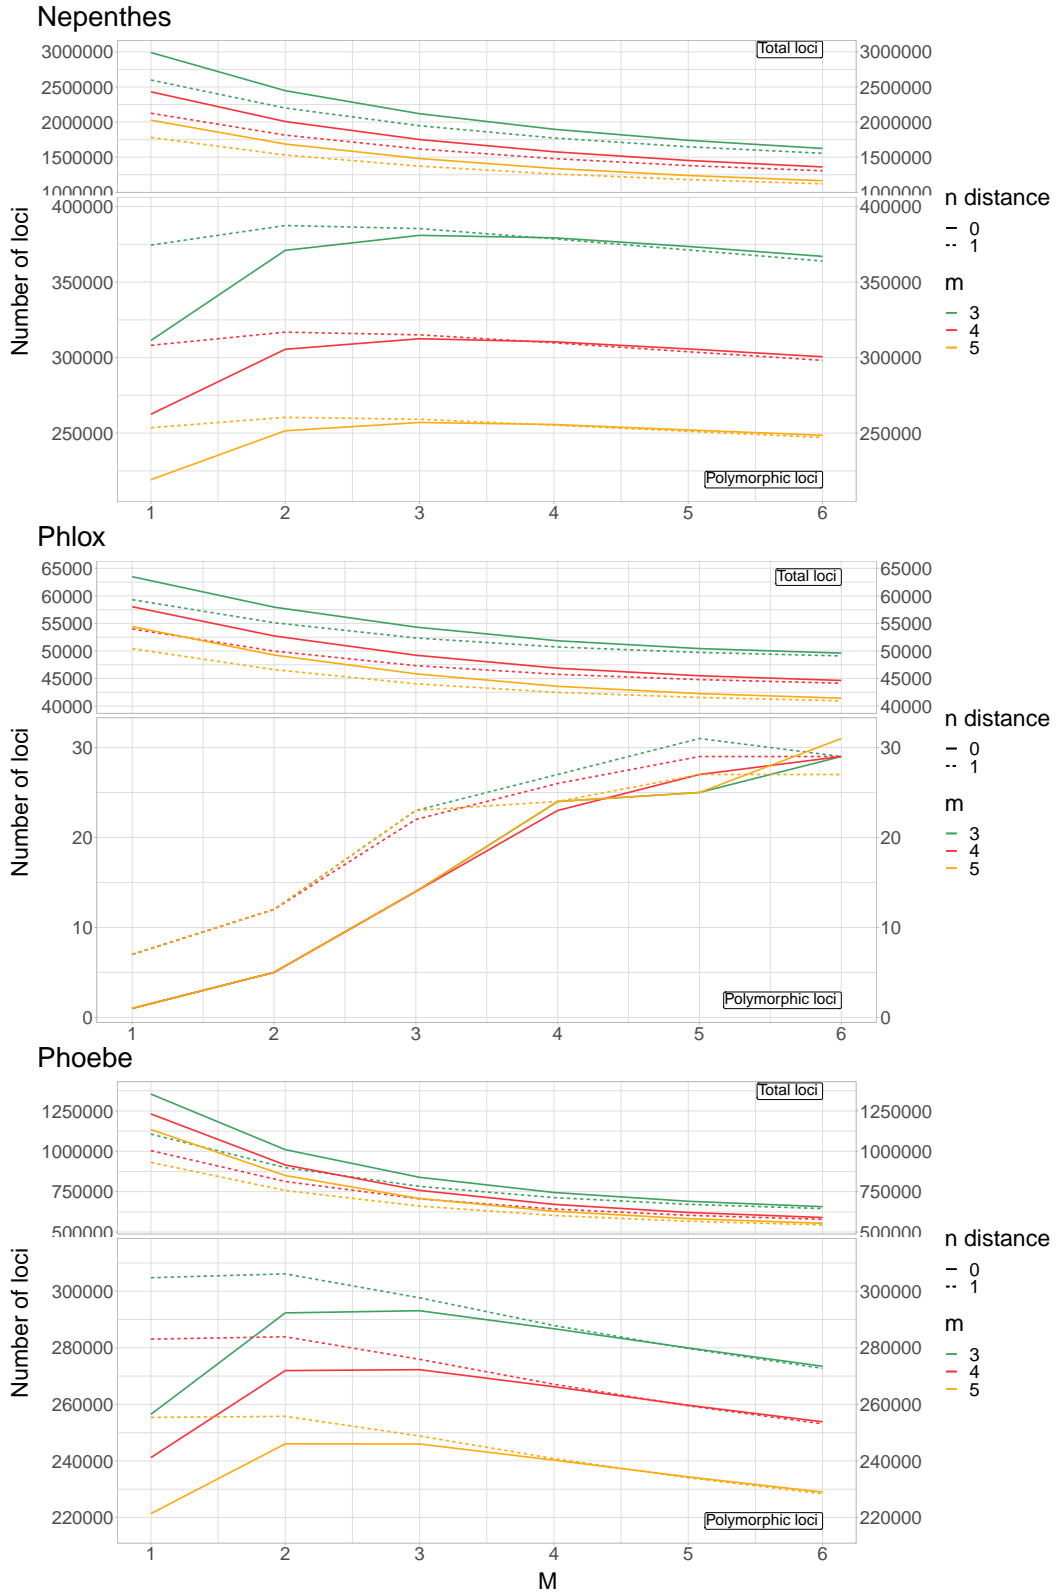 Nepenthes
3000000 Total loci 3000000
2500000 2500000
2000000 2000000
1500000 1500000
1000000 1000000
400000 400000
350000 350000
300000 300000
250000 250000
Number of loci
Polymorphic loci
1 2 3 4 5 6
n distance
0
1
m
3
4
5
Phlox
65000 Total loci 65000
60000 60000
55000 55000
50000 50000
45000 45000
40000 40000
30 30
20 20
10 10
0 0
Number of loci
Polymorphic loci
1 2 3 4 5 6
n distance
0
1
m
3
4
5
Phoebe
Total loci
1250000 1250000
1000000 1000000
750000 750000
500000 500000
300000 300000
280000 280000
260000 260000
240000 240000
220000 220000
Number of loci
Polymorphic loci
1 2 3 4 5 6
M
n distance
0
1
m
3
4
5